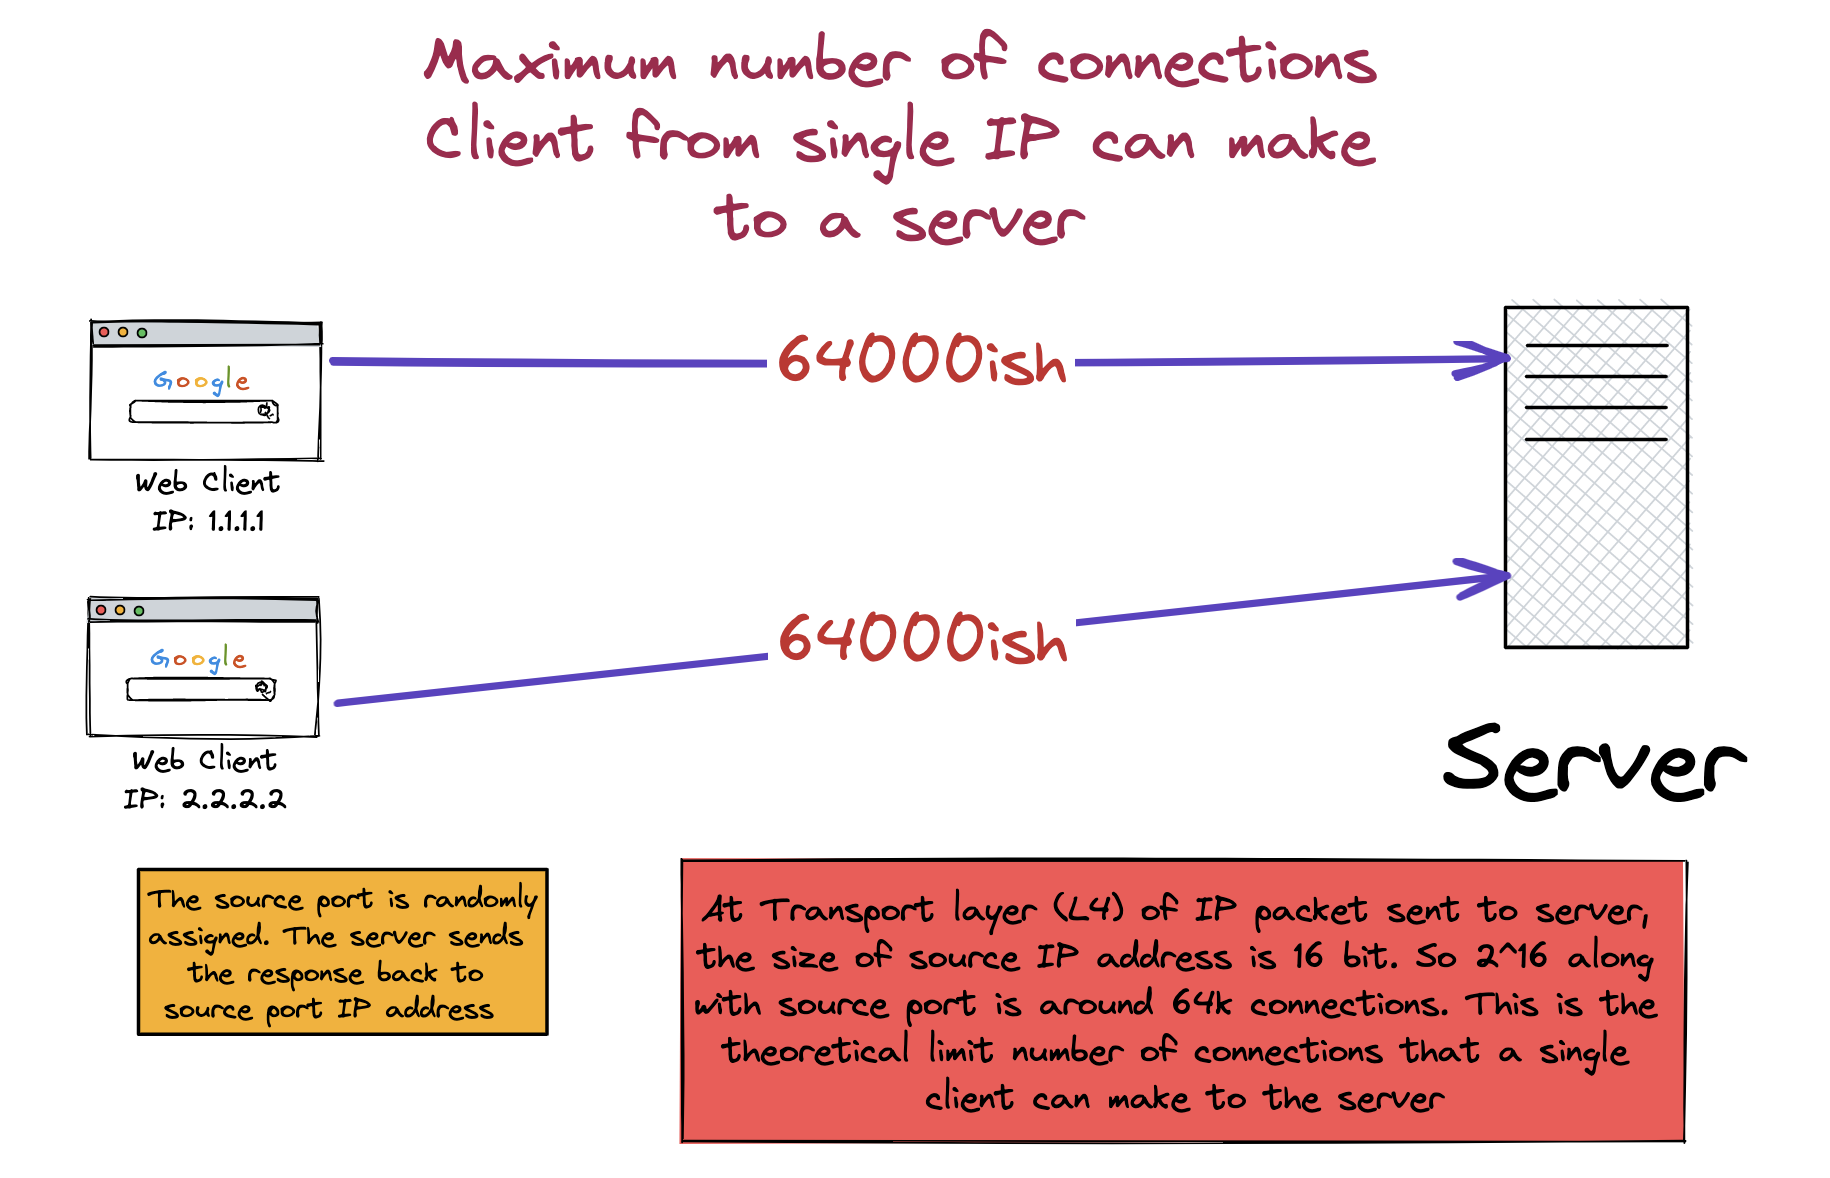 Maximum number of connections
Client from single IP can make
to a server
64000ish
Google
Web Client
IP: 1.1.1.1
64000ish
Google
Web Client
IP: 2.2.2.2
Server
The source port is randomly
assigned. The server sends
the response back to
source port IP address
At Transport layer (L4) of IP packet sent to server,
the size of source IP address is 16 bit. So 2^16 along
with source port is around 64k connections. This is the
theoretical limit number of connections that a single
client can make to the server